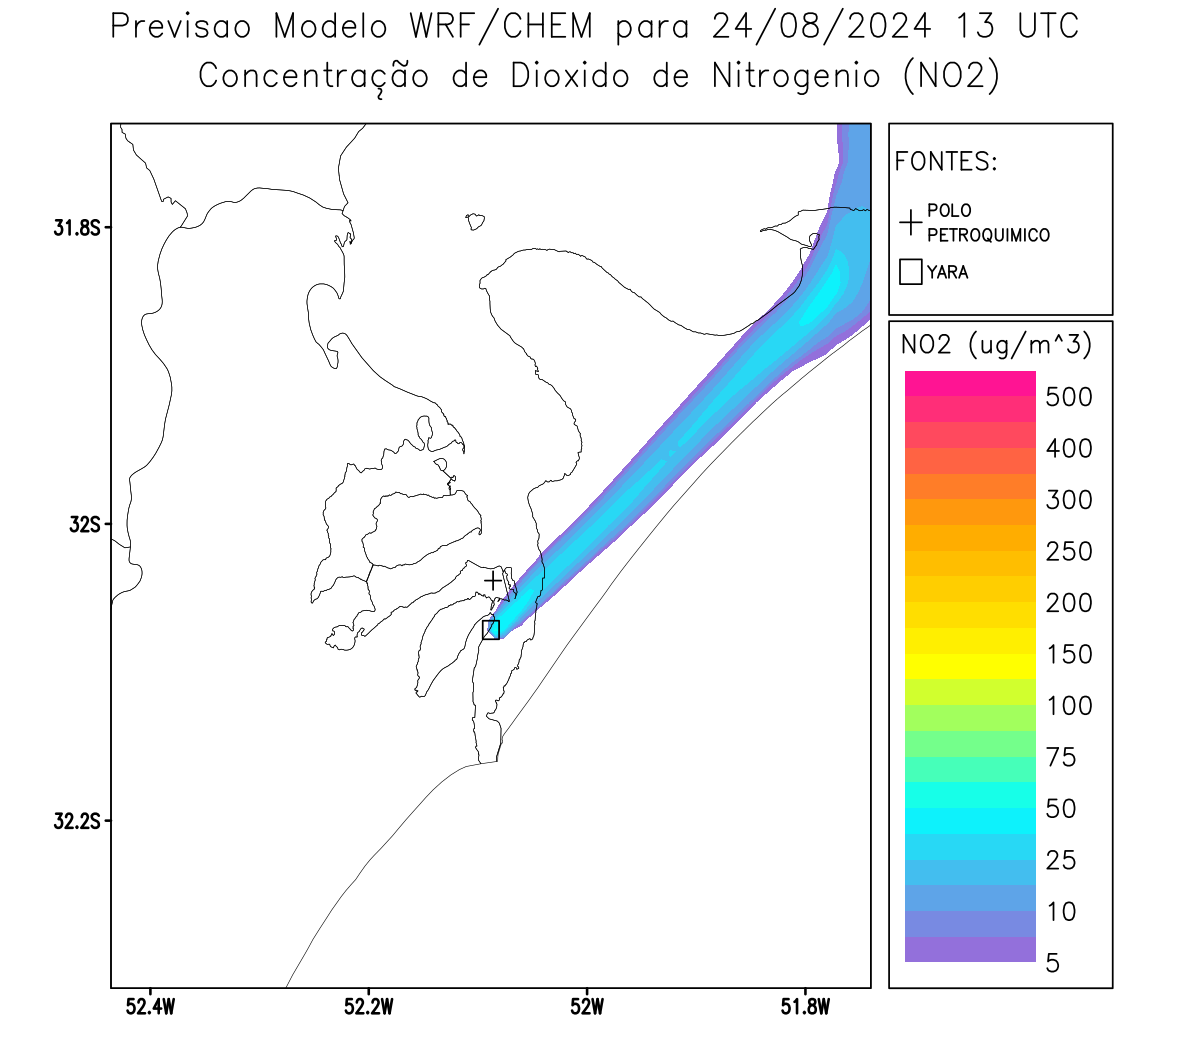 Previsao Modelo WRF/CHEM para 24/08/2024 13 UTC
Concentração de Dioxido de Nitrogenio (NO2)
FONTES:
POLO
PETROQUIMICO
YARA
NO2 (ug/m^3)
500
400
300
250
200
150
100
75
50
25
10
5
31.8S
32S
32.2S
52.4W
52.2W
52W
51.8W